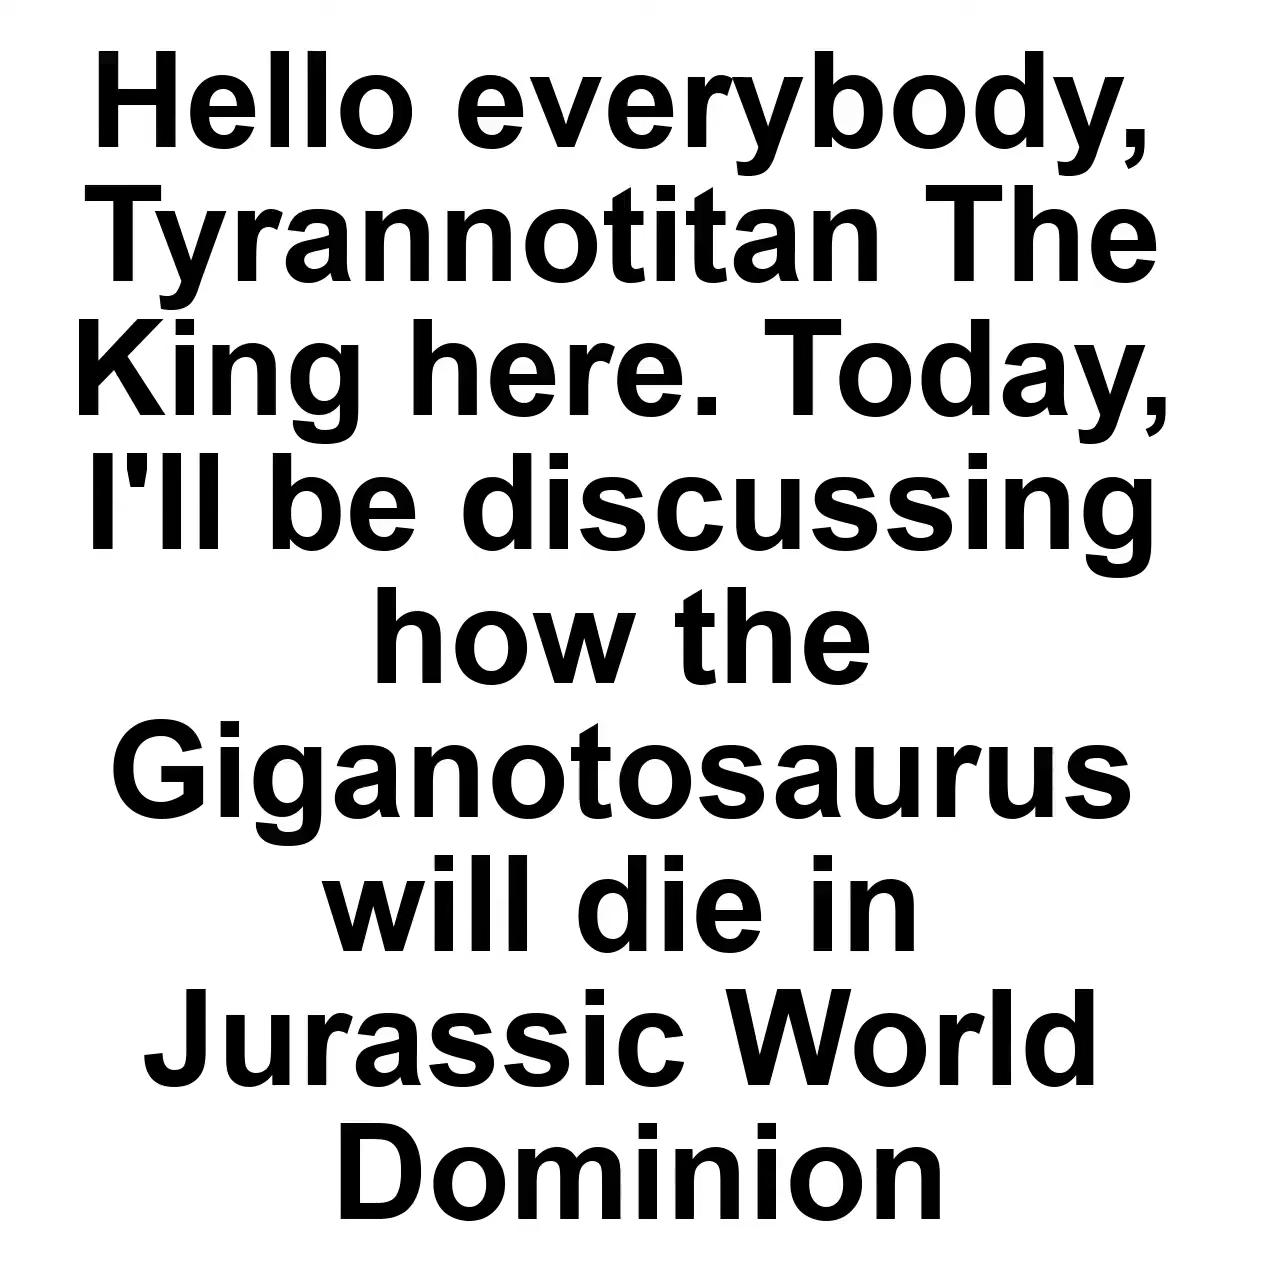 Hello everybody,
Tyrannotitan The
King here. Today,
I'll be discussing
how the
Giganotosaurus
will die in
Jurassic World
Dominion